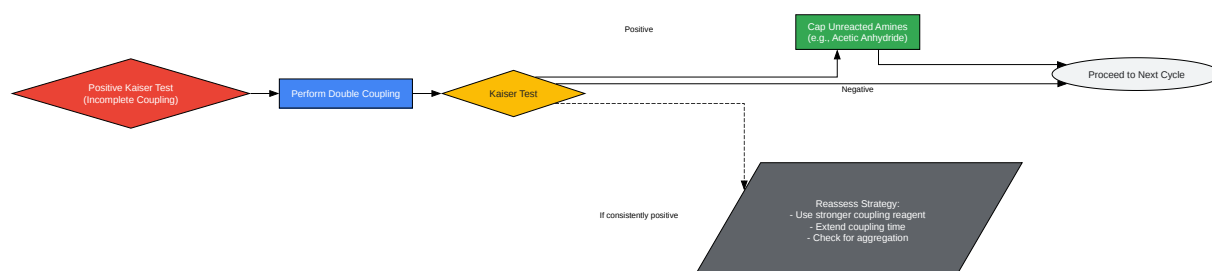 Positive Kaiser Test
(Incomplete Coupling)
Perform Double Coupling
Kaiser Test
Positive
Cap Unreacted Amines
(e.g., Acetic Anhydride)
Negative
Proceed to Next Cycle
If consistently positive
Reassess Strategy:
- Use stronger coupling reagent
- Extend coupling time
- Check for aggregation